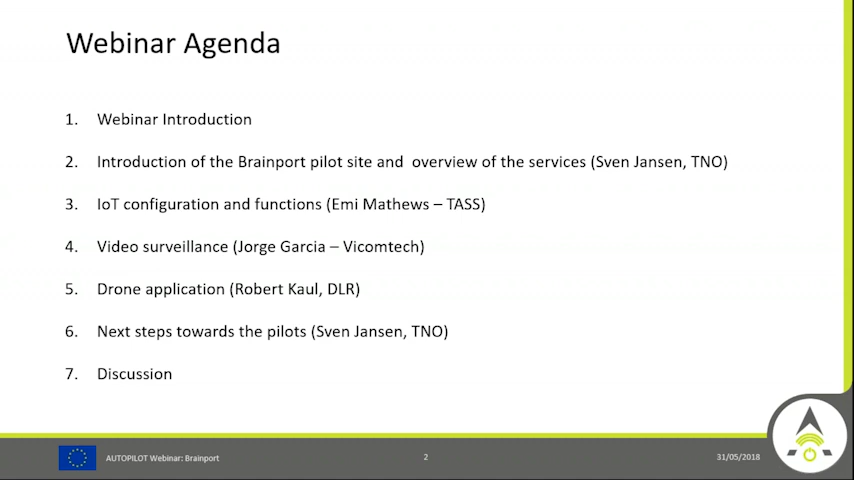 Webinar Agenda
1. Webinar Introduction
2. Introduction of the Brainport pilot site and overview of the services (Sven Jansen, TNO)
3. IoT configuration and functions (Emi Mathews – TASS)
4. Video surveillance (Jorge Garcia – Vicomtech)
5. Drone application (Robert Kaul, DLR)
6. Next steps towards the pilots (Sven Jansen, TNO)
7. Discussion
AUTOPILOT Webinar: Brainport 2 31/05/2018